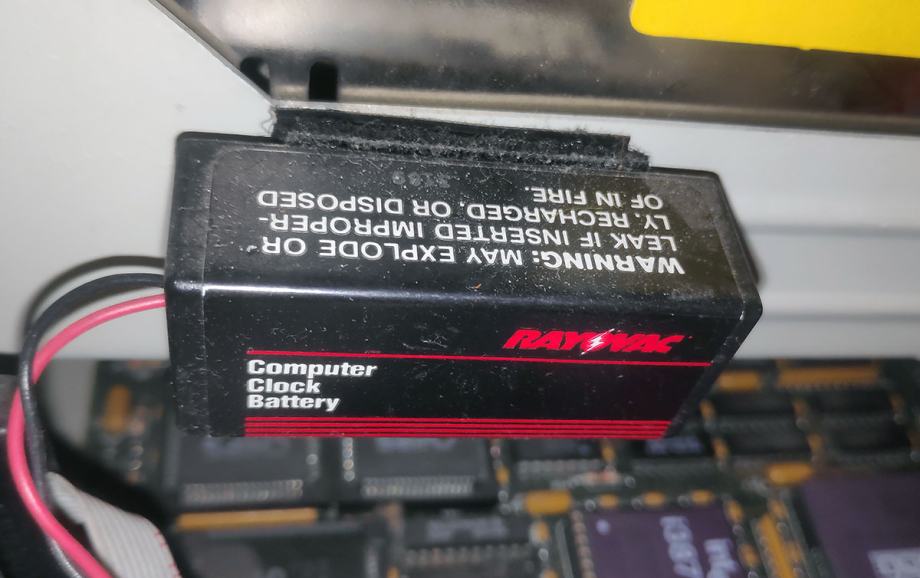 WARNING: MAY EXPLODE OR
LEAK IF INSERTED IMPROPER-
LY, RECHARGED, OR DISPOSED
OF IN FIRE.
RAYOVAC
Computer
Clock
Battery